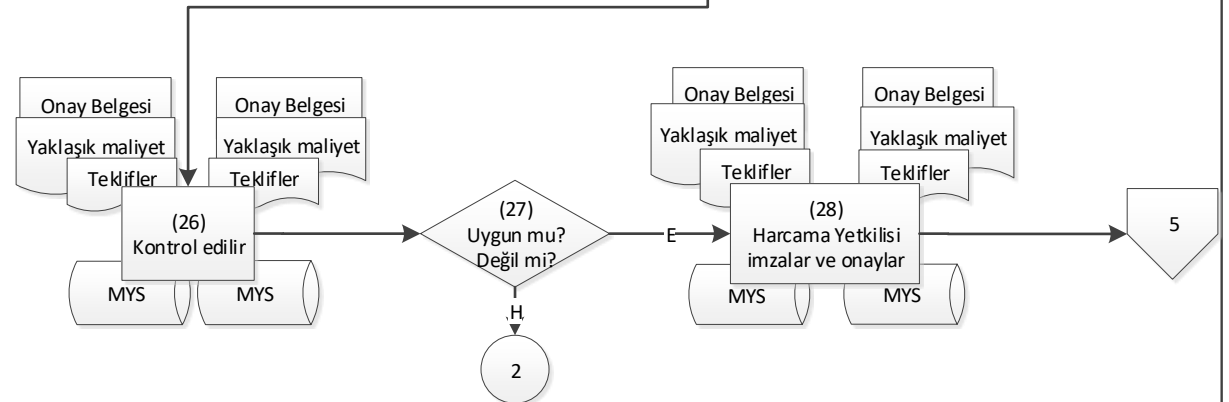 Onay Belgesi
Yaklaşık maliyet
Teklifler
Onay Belgesi
Yaklaşık maliyet
Teklifler
(26)
Kontrol edilir
MYS
MYS
(27)
Uygun mu?
Değil mi?
E
H
2
Onay Belgesi
Yaklaşık maliyet
Teklifler
Onay Belgesi
Yaklaşık maliyet
Teklifler
(28)
Harcama Yetkilisi
imzalar ve onaylar
MYS
MYS
5